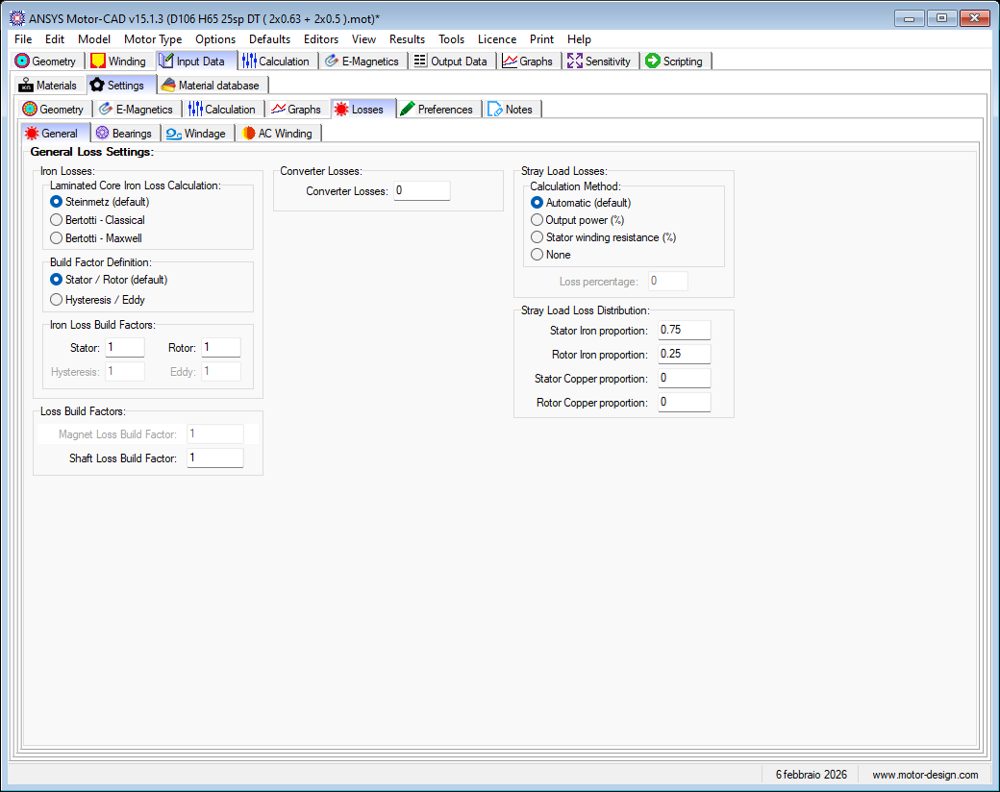 ANSYS Motor-CAD v15.1.3 (D106 H65 25sp DT ( 2x0.63 + 2x0.5 ).mot)*
File Edit Model Motor Type Options Defaults Editors View Results Tools Licence Print Help
Geometry Winding Input Data Calculation E-Magnetics Output Data Graphs Sensitivity Scripting
Materials Settings Material database
Geometry E-Magnetics Calculation Graphs Losses Preferences Notes
General Bearings Windage AC Winding
General Loss Settings:
Iron Losses:
Laminated Core Iron Loss Calculation:
Steinmetz (default)
Bertotti - Classical
Bertotti - Maxwell
Build Factor Definition:
Stator / Rotor (default)
Hysteresis / Eddy
Iron Loss Build Factors:
Stator: 1 Rotor: 1
Hysteresis: 1 Eddy: 1
Loss Build Factors:
Magnet Loss Build Factor: 1
Shaft Loss Build Factor: 1
Converter Losses:
Converter Losses: 0
Stray Load Losses:
Calculation Method:
Automatic (default)
Output power (%)
Stator winding resistance (%)
None
Loss percentage: 0
Stray Load Loss Distribution:
Stator Iron proportion: 0.75
Rotor Iron proportion: 0.25
Stator Copper proportion: 0
Rotor Copper proportion: 0
6 febbraio 2026 www.motor-design.com